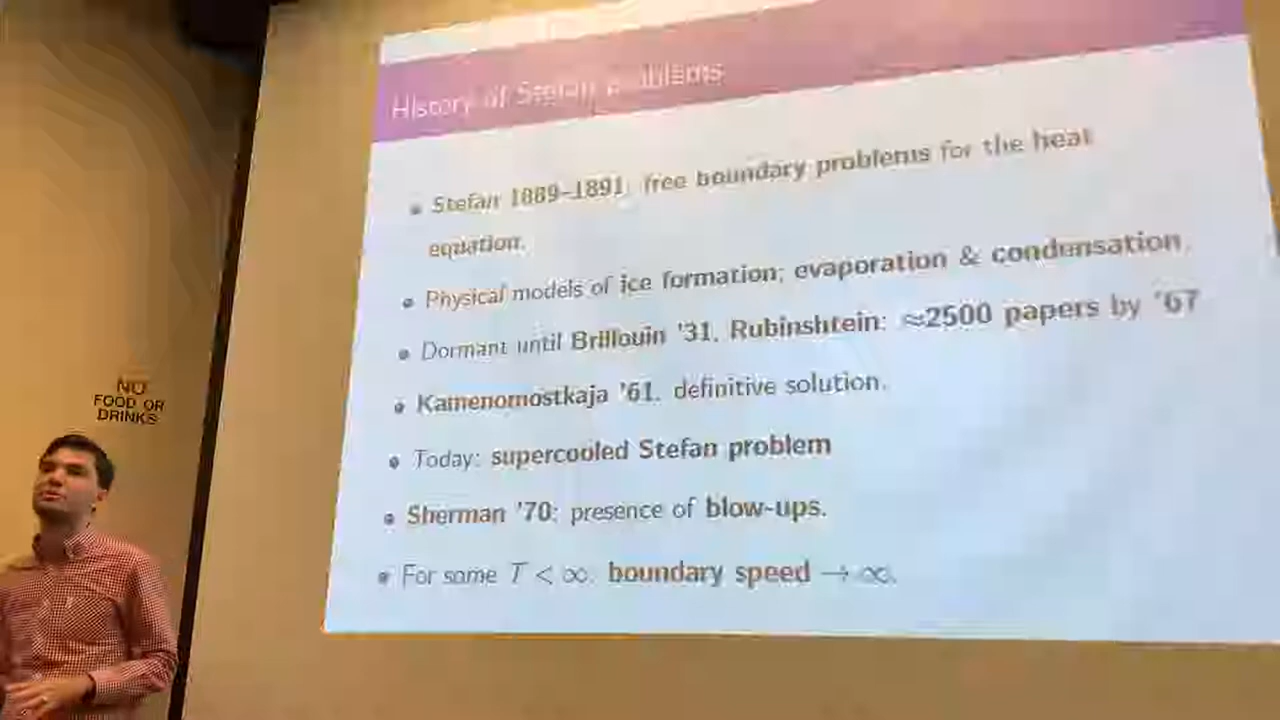 History of Stefan problems
• Stefan 1889–1891: free boundary problems for the heat
equation.
• Physical models of ice formation; evaporation & condensation.
• Dormant until Brillouin '31, Rubinshtein: ≈2500 papers by '67
• Kamenomostkaja '61, definitive solution.
• Today: supercooled Stefan problem
• Sherman '70: presence of blow-ups.
• For some T < ∞, boundary speed → ∞.
NO
FOOD OR
DRINKS